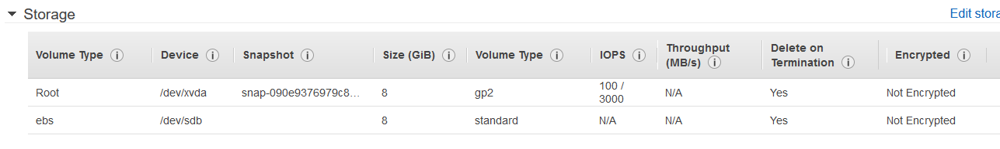 Storage
Edit stora
Volume Type Device Snapshot Size (GiB) Volume Type IOPS Throughput (MB/s) Delete on Termination Encrypted
Root /dev/xvda snap-090e9376979c8... 8 gp2 100 / 3000 N/A Yes Not Encrypted
ebs /dev/sdb 8 standard N/A N/A Yes Not Encrypted